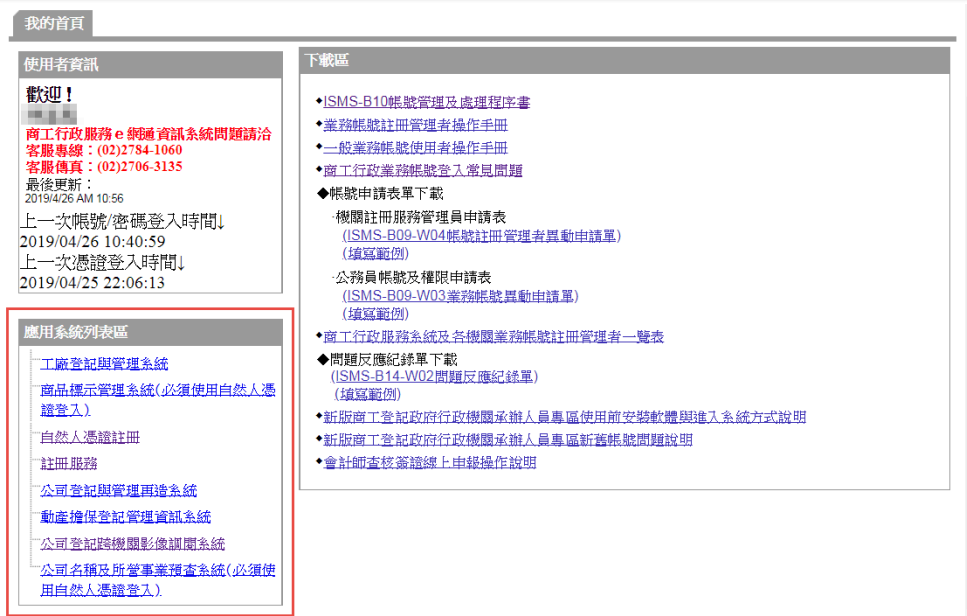 我的首頁
使用者資訊
歡迎！
商工行政服務e網通資訊系統問題請洽
客服專線：(02)2784-1060
客服傳真：(02)2706-3135
最後更新：
2019/4/26 AM 10:56
上一次帳號/密碼登入時間↓
2019/04/26 10:40:59
上一次憑證登入時間↓
2019/04/25 22:06:13
應用系統列表區
工廠登記與管理系統
商品標示管理系統(必須使用自然人憑
證登入)
自然人憑證註冊
註冊服務
公司登記與管理再造系統
動產擔保登記管理資訊系統
公司登記跨機關影像調閱系統
公司名稱及所營事業預查系統(必須使
用自然人憑證登入)
下載區
◆ISMS-B10帳號管理及處理程序書
◆業務帳號註冊管理者操作手冊
◆一般業務帳號使用者操作手冊
◆商工行政業務帳號登入常見問題
◆帳號申請表單下載
·機關註冊服務管理員申請表
(ISMS-B09-W04帳號註冊管理者異動申請單)
(填寫範例)
·公務員帳號及權限申請表
(ISMS-B09-W03業務帳號異動申請單)
(填寫範例)
◆商工行政服務系統及各機關業務帳號註冊管理者一覽表
◆問題反應紀錄單下載
(ISMS-B14-W02問題反應紀錄單)
(填寫範例)
◆新版商工登記政府行政機關承辦人員專區使用前安裝軟體與進入系統方式說明
◆新版商工登記政府行政機關承辦人員專區新舊帳號問題說明
◆會計師查核簽證線上申報操作說明